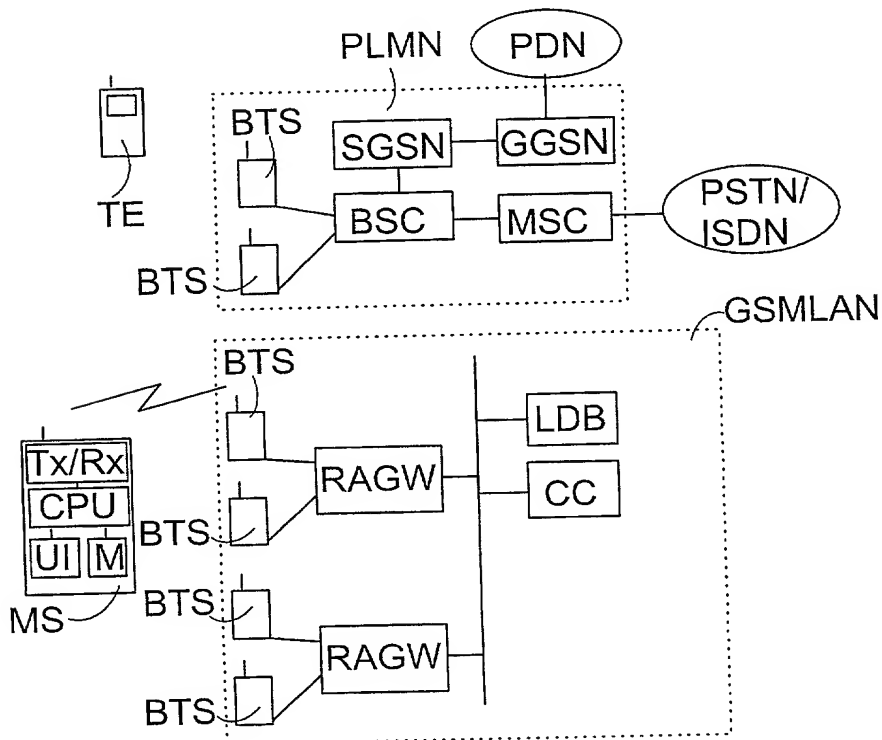 PLMN
PDN
BTS
SGSN
GGSN
TE
BSC
MSC
PSTN/
ISDN
BTS
GSMLAN
BTS
LDB
Tx/Rx
RAGW
CPU
CC
BTS
UI
M
MS
BTS
RAGW
BTS